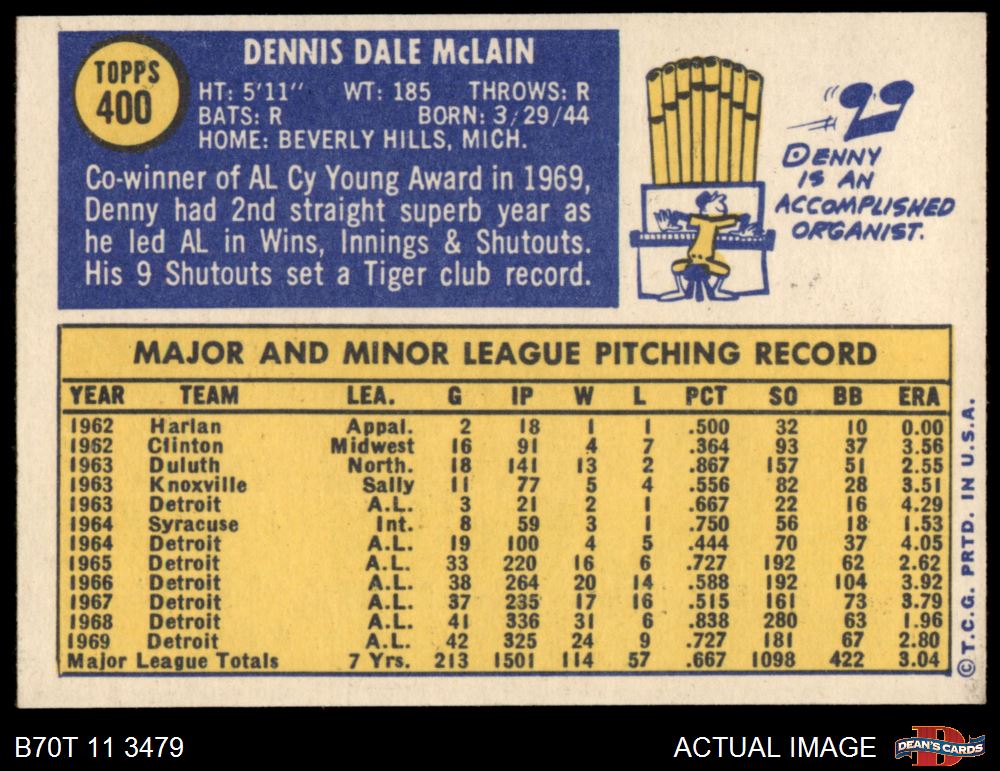 TOPPS
400
DENNIS DALE McLAIN
HT: 5'11" WT: 185 THROWS: R
BATS: R BORN: 3/29/44
HOME: BEVERLY HILLS, MICH.
Co-winner of AL Cy Young Award in 1969,
Denny had 2nd straight superb year as
he led AL in Wins, Innings & Shutouts.
His 9 Shutouts set a Tiger club record.
DENNY
IS AN
ACCOMPLISHED
ORGANIST.
MAJOR AND MINOR LEAGUE PITCHING RECORD
YEAR TEAM LEA. G IP W L PCT SO BB ERA
1962 Harlan Appal. 2 18 1 1 .500 32 10 0.00
1962 Clinton Midwest 16 91 4 7 .364 93 37 3.56
1963 Duluth North. 18 141 13 2 .867 157 51 2.55
1963 Knoxville Sally 11 77 5 4 .556 82 28 3.51
1963 Detroit A.L. 3 21 2 1 .667 22 16 4.29
1964 Syracuse Int. 8 59 3 1 .750 56 18 1.53
1964 Detroit A.L. 19 100 4 5 .444 70 37 4.05
1965 Detroit A.L. 33 220 16 6 .727 192 62 2.62
1966 Detroit A.L. 38 264 20 14 .588 192 104 3.92
1967 Detroit A.L. 37 235 17 16 .515 161 73 3.79
1968 Detroit A.L. 41 336 31 6 .838 280 63 1.96
1969 Detroit A.L. 42 325 24 9 .727 181 67 2.80
Major League Totals 7 Yrs. 213 1501 114 57 .667 1098 422 3.04
© T.C.G. PRTD. IN U.S.A.
B70T 11 3479
ACTUAL IMAGE
DEAN'S CARDS